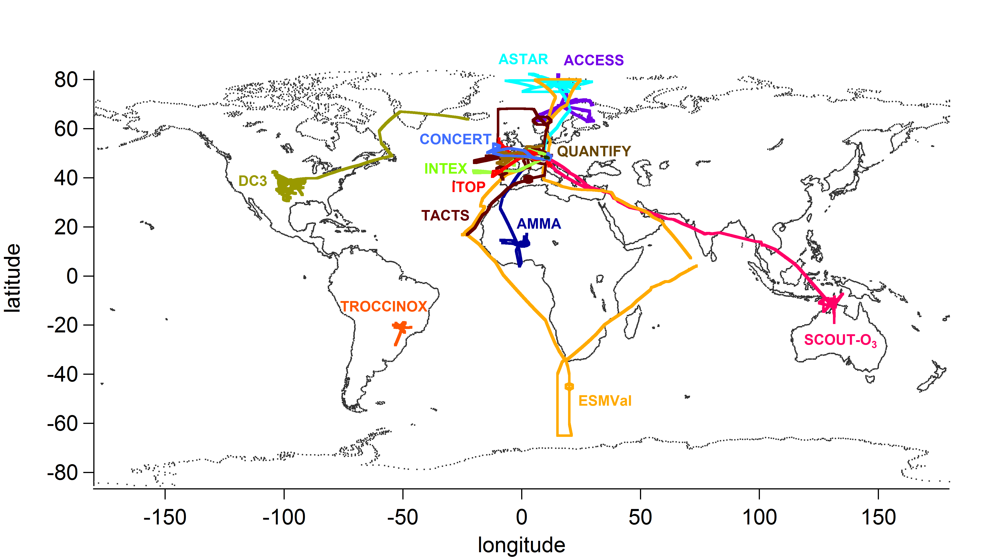 ASTAR ACCESS
80
60
CONCERT
QUANTIFY
INTEX
40
DC3
ITOP
TACTS
AMMA
20
0
latitude
TROCCINOX
-20
SCOUT-O₃
-40
ESMVal
-60
-80
-150 -100 -50 0 50 100 150
longitude